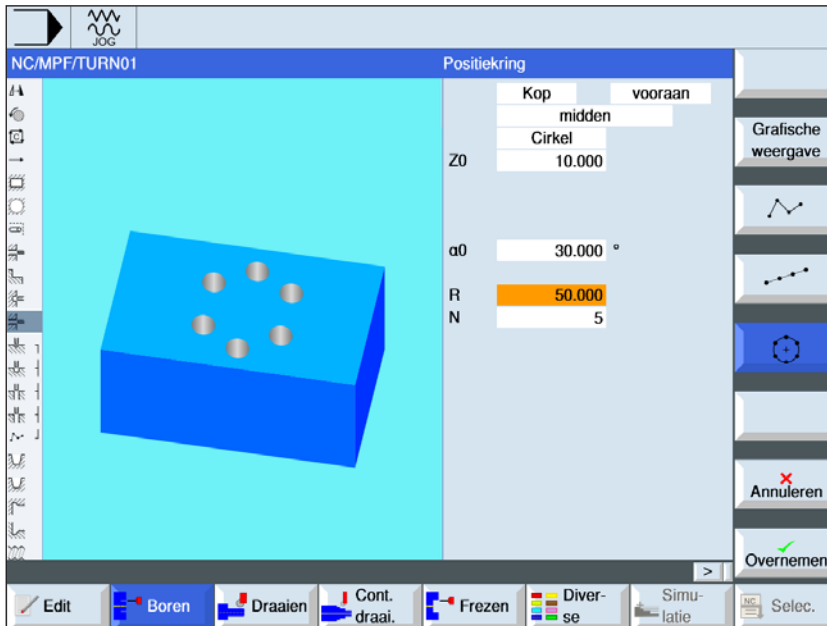 JOG
NC/MPF/TURN01
Positiekring
Kop vooraan
midden
Cirkel
Z0 10.000
α0 30.000 °
R 50.000
N 5
Grafische
weergave
Annuleren
Overnemen
>
Edit
Boren
Draaien
Cont.
draai.
Frezen
Diver-
se
Simu-
latie
NC
Selec.